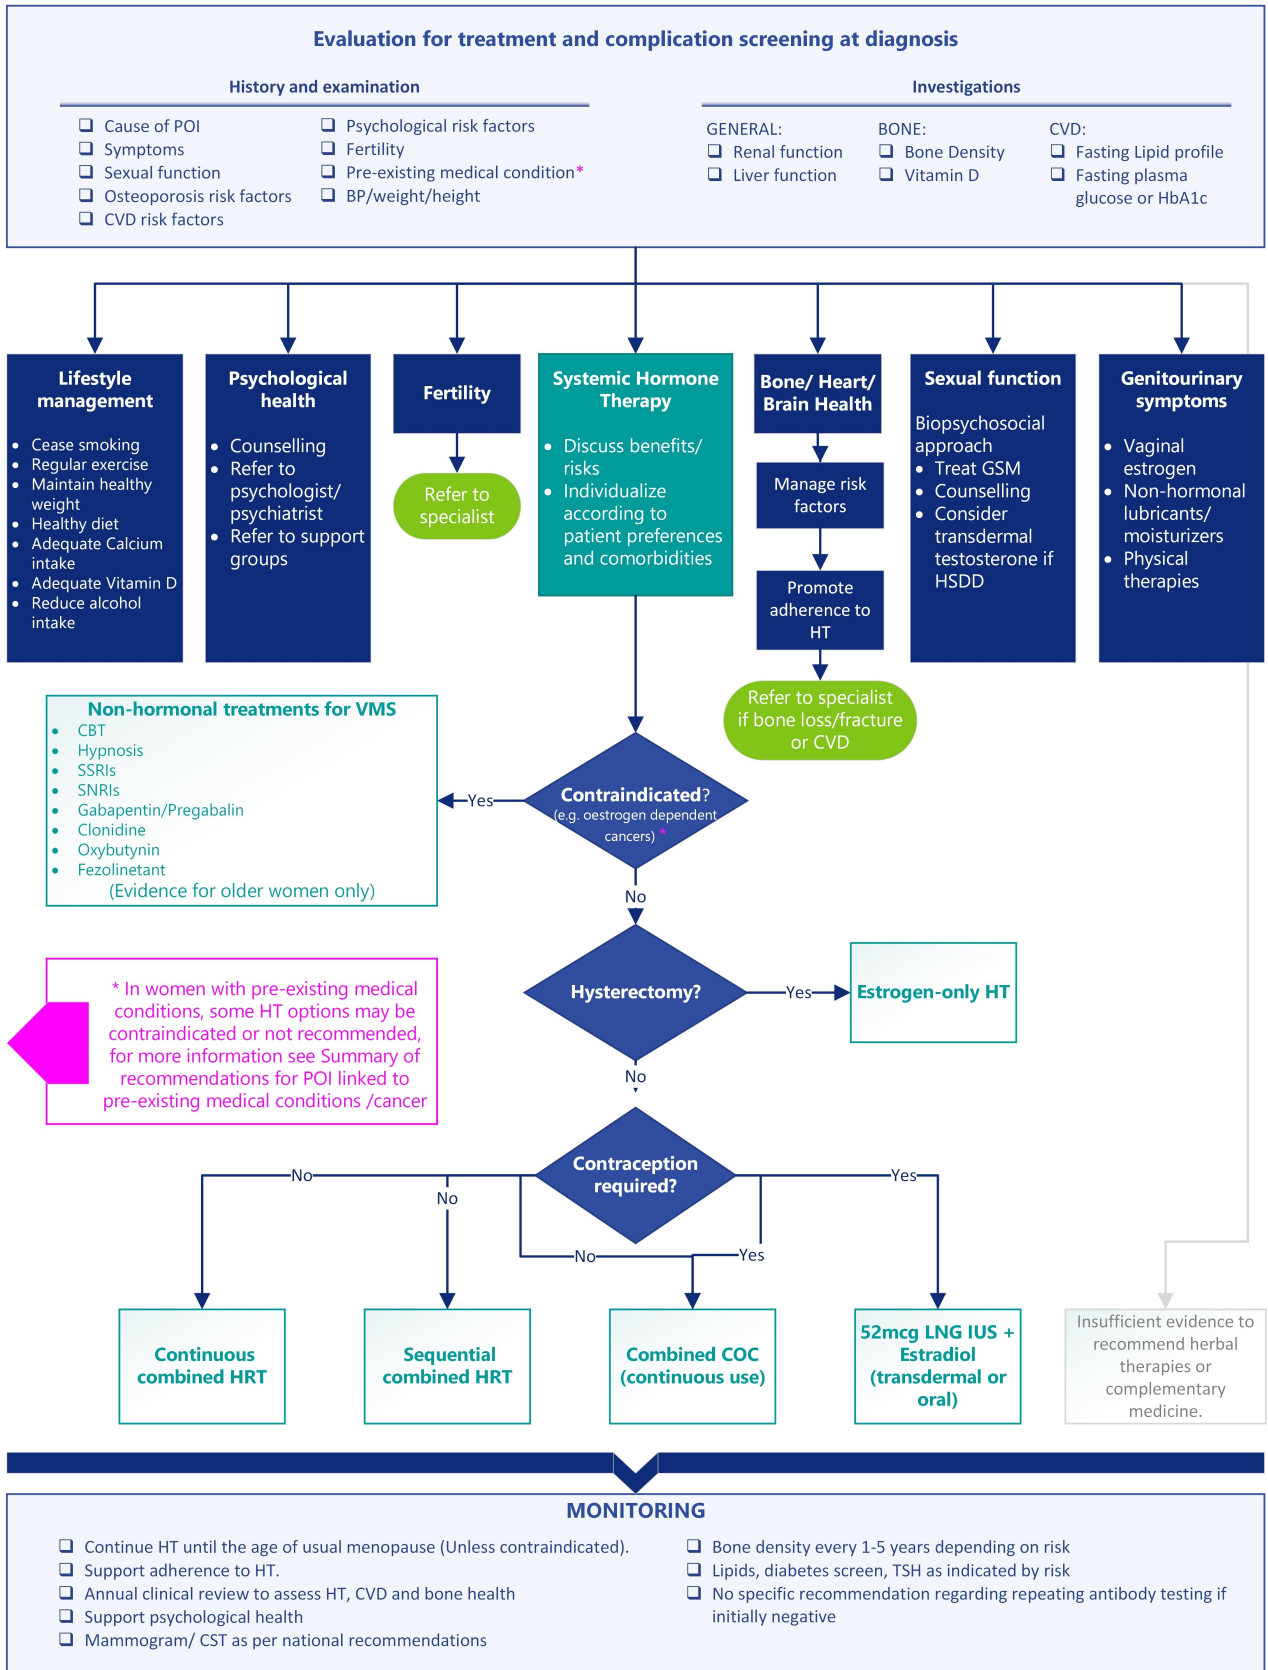 Evaluation for treatment and complication screening at diagnosis
History and examination
❑ Cause of POI
❑ Symptoms
❑ Sexual function
❑ Osteoporosis risk factors
❑ CVD risk factors
❑ Psychological risk factors
❑ Fertility
❑ Pre-existing medical condition*
❑ BP/weight/height
Investigations
GENERAL:
❑ Renal function
❑ Liver function
BONE:
❑ Bone Density
❑ Vitamin D
CVD:
❑ Fasting Lipid profile
❑ Fasting plasma
glucose or HbA1c
Lifestyle
management
• Cease smoking
• Regular exercise
• Maintain healthy
weight
• Healthy diet
• Adequate Calcium
intake
• Adequate Vitamin D
• Reduce alcohol
intake
Psychological
health
• Counselling
• Refer to
psychologist/
psychiatrist
• Refer to support
groups
Fertility
Refer to
specialist
Systemic Hormone
Therapy
• Discuss benefits/
risks
• Individualize
according to
patient preferences
and comorbidities
Bone/ Heart/
Brain Health
Manage risk
factors
Promote
adherence to
HT
Refer to specialist
if bone loss/fracture
or CVD
Sexual function
Biopsychosocial
approach
• Treat GSM
• Counselling
• Consider
transdermal
testosterone if
HSDD
Genitourinary
symptoms
• Vaginal
estrogen
• Non-hormonal
lubricants/
moisturizers
• Physical
therapies
Non-hormonal treatments for VMS
• CBT
• Hypnosis
• SSRIs
• SNRIs
• Gabapentin/Pregabalin
• Clonidine
• Oxybutynin
• Fezolinetant
(Evidence for older women only)
Yes
Contraindicated?
(e.g. oestrogen dependent
cancers) *
No
Hysterectomy?
Yes
Estrogen-only HT
No
* In women with pre-existing medical
conditions, some HT options may be
contraindicated or not recommended,
for more information see Summary of
recommendations for POI linked to
pre-existing medical conditions /cancer
Contraception
required?
No
No
No
Yes
Yes
Continuous
combined HRT
Sequential
combined HRT
Combined COC
(continuous use)
52mcg LNG IUS +
Estradiol
(transdermal or
oral)
Insufficient evidence to
recommend herbal
therapies or
complementary
medicine.
MONITORING
❑ Continue HT until the age of usual menopause (Unless contraindicated).
❑ Support adherence to HT.
❑ Annual clinical review to assess HT, CVD and bone health
❑ Support psychological health
❑ Mammogram/ CST as per national recommendations
❑ Bone density every 1-5 years depending on risk
❑ Lipids, diabetes screen, TSH as indicated by risk
❑ No specific recommendation regarding repeating antibody testing if
initially negative